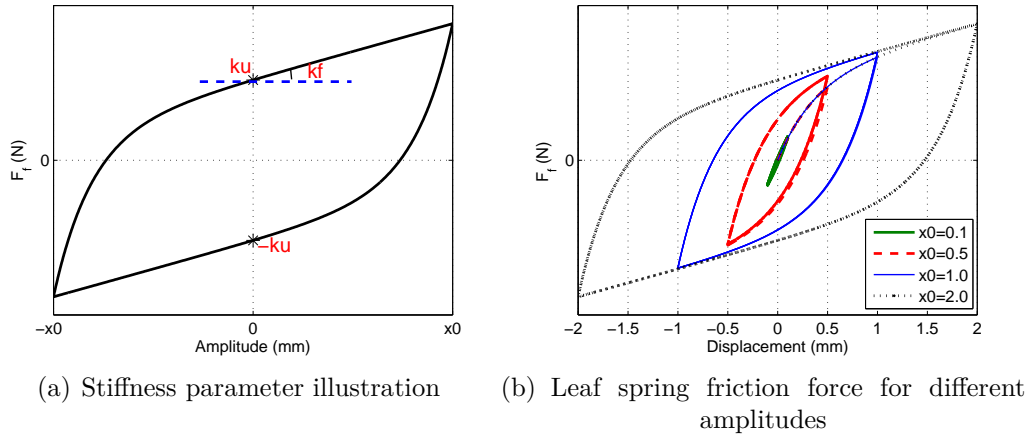 ku
kf
-ku
F_f (N)
0
-x0
0
x0
Amplitude (mm)
(a) Stiffness parameter illustration
F_f (N)
0
x0=0.1
x0=0.5
x0=1.0
x0=2.0
-2
-1.5
-1
-0.5
0
0.5
1
1.5
2
Displacement (mm)
(b) Leaf spring friction force for different
amplitudes